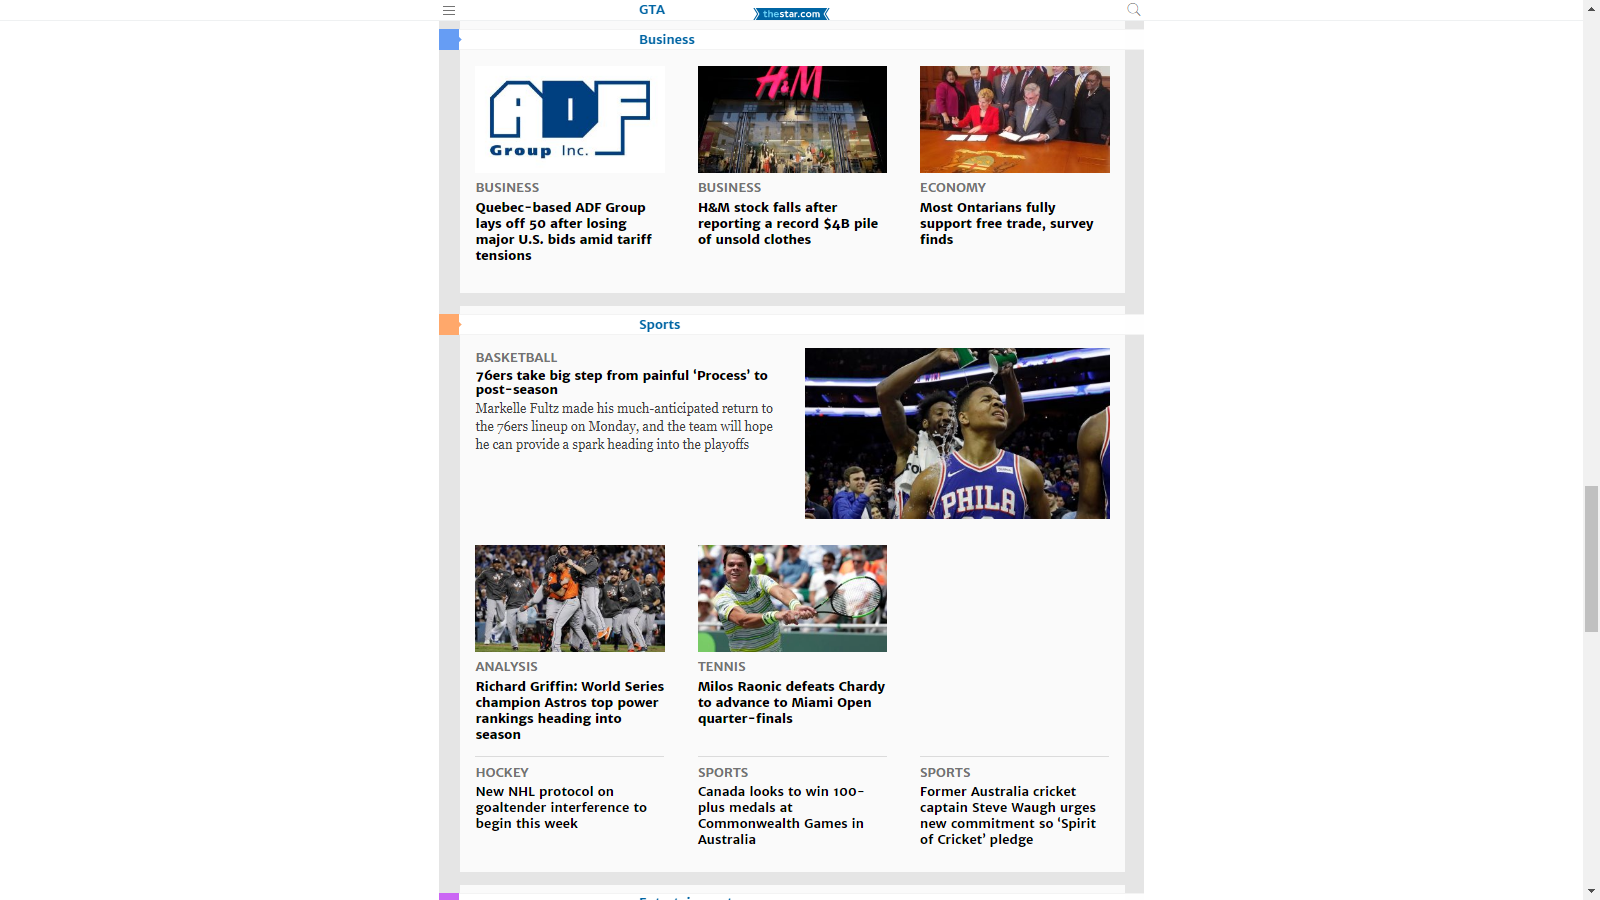 GTA
thestar.com
Business
ADF
Group Inc.
H&M
BUSINESS
Quebec-based ADF Group
lays off 50 after losing
major U.S. bids amid tariff
tensions
BUSINESS
H&M stock falls after
reporting a record $4B pile
of unsold clothes
ECONOMY
Most Ontarians fully
support free trade, survey
finds
Sports
BASKETBALL
76ers take big step from painful ‘Process’ to
post-season
Markelle Fultz made his much-anticipated return to
the 76ers lineup on Monday, and the team will hope
he can provide a spark heading into the playoffs
PHILA
ANALYSIS
Richard Griffin: World Series
champion Astros top power
rankings heading into
season
TENNIS
Milos Raonic defeats Chardy
to advance to Miami Open
quarter-finals
HOCKEY
New NHL protocol on
goaltender interference to
begin this week
SPORTS
Canada looks to win 100-
plus medals at
Commonwealth Games in
Australia
SPORTS
Former Australia cricket
captain Steve Waugh urges
new commitment so ‘Spirit
of Cricket’ pledge